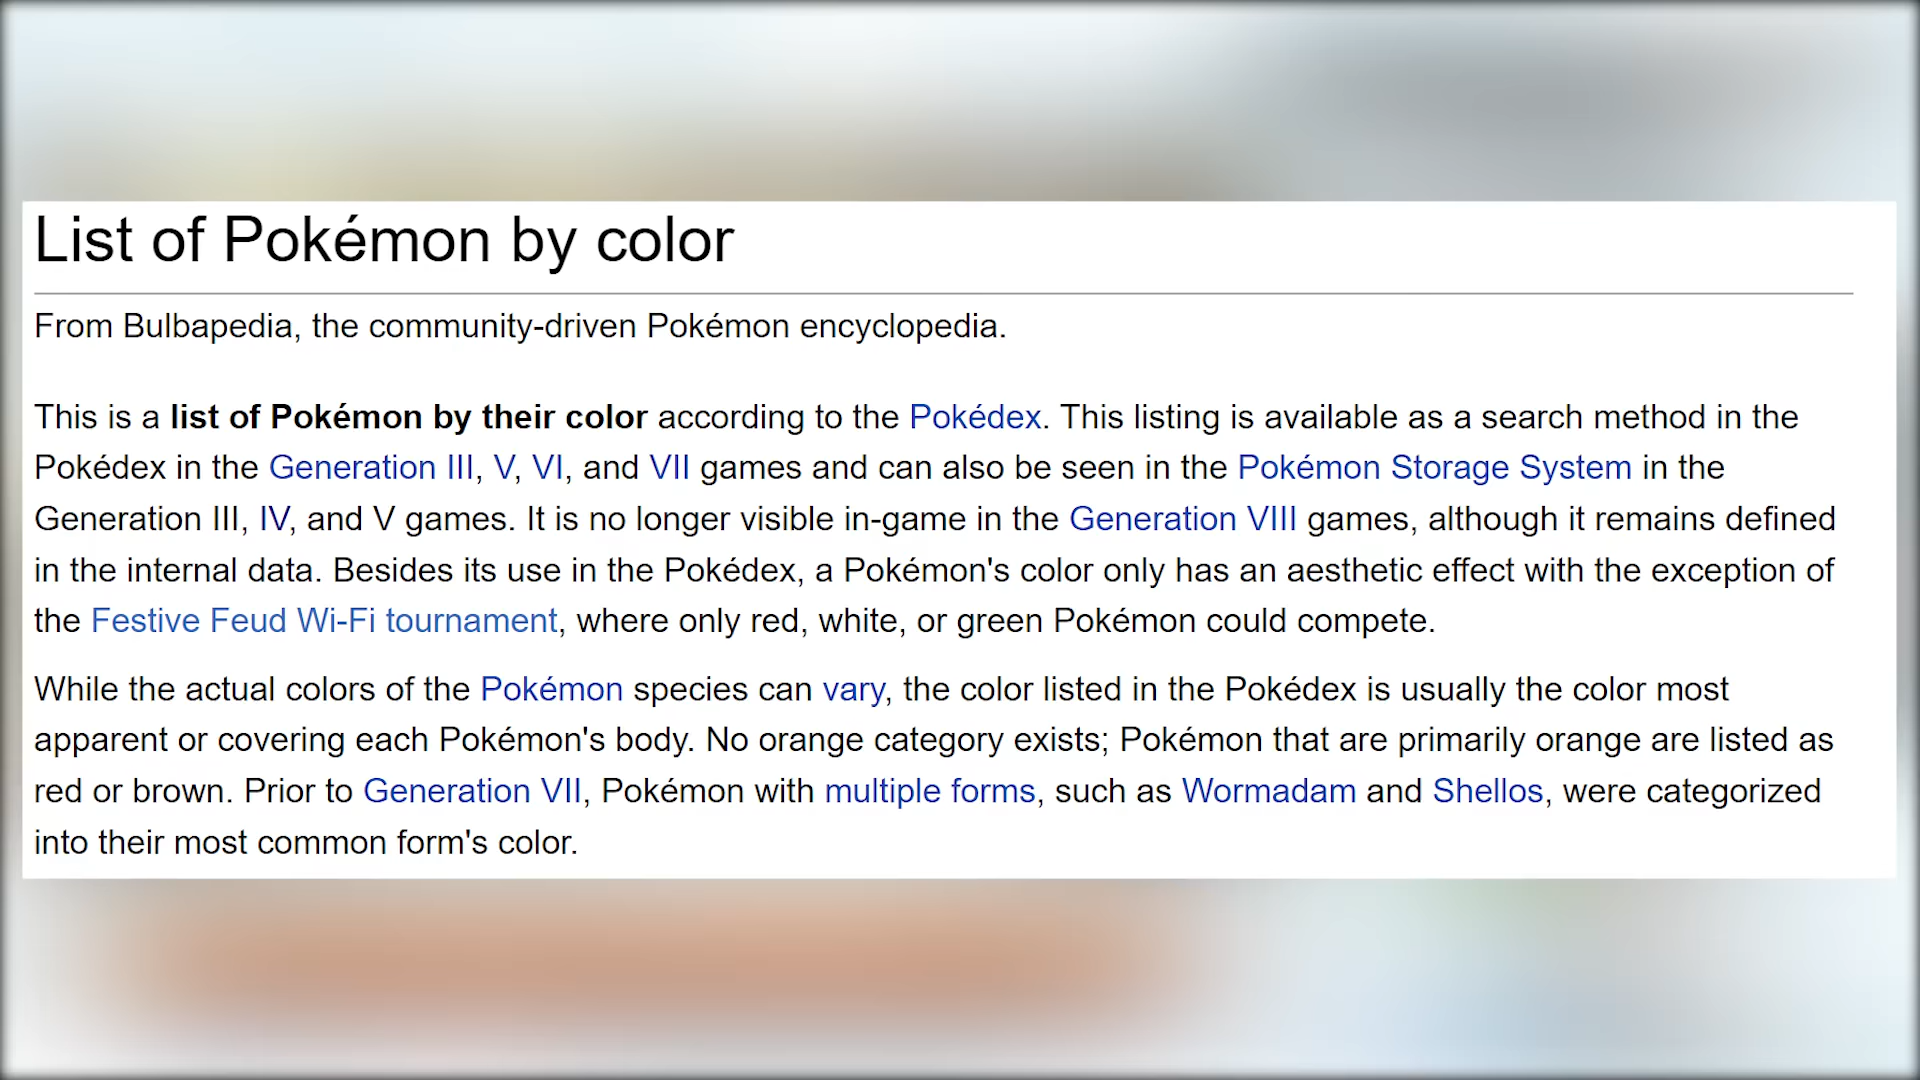 List of Pokémon by color
From Bulbapedia, the community-driven Pokémon encyclopedia.
This is a list of Pokémon by their color according to the Pokédex. This listing is available as a search method in the
Pokédex in the Generation III, V, VI, and VII games and can also be seen in the Pokémon Storage System in the
Generation III, IV, and V games. It is no longer visible in-game in the Generation VIII games, although it remains defined
in the internal data. Besides its use in the Pokédex, a Pokémon's color only has an aesthetic effect with the exception of
the Festive Feud Wi-Fi tournament, where only red, white, or green Pokémon could compete.
While the actual colors of the Pokémon species can vary, the color listed in the Pokédex is usually the color most
apparent or covering each Pokémon's body. No orange category exists; Pokémon that are primarily orange are listed as
red or brown. Prior to Generation VII, Pokémon with multiple forms, such as Wormadam and Shellos, were categorized
into their most common form's color.